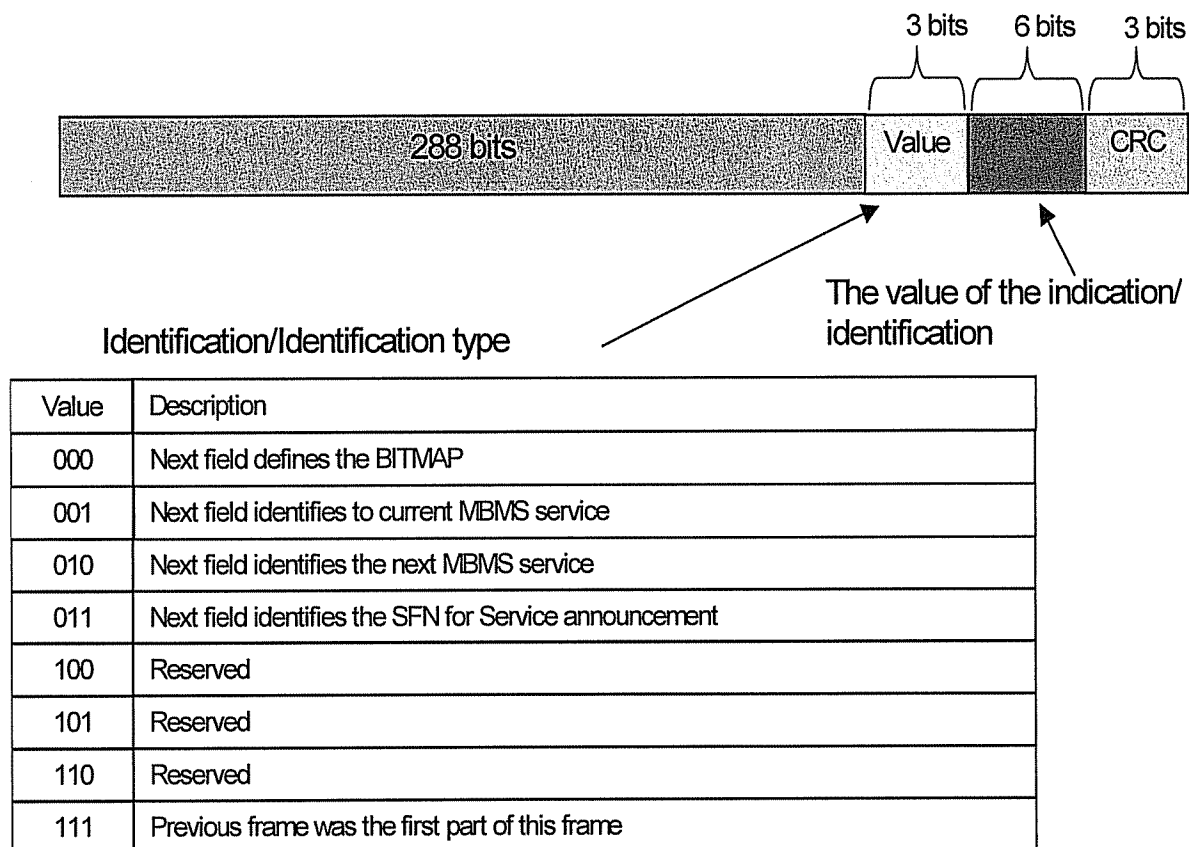 3 bits 6 bits 3 bits
288 bits Value CRC
The value of the indication/
identification
Identification/Identification type
Value Description
000 Next field defines the BITMAP
001 Next field identifies to current MBMS service
010 Next field identifies the next MBMS service
011 Next field identifies the SFN for Service announcement
100 Reserved
101 Reserved
110 Reserved
111 Previous frame was the first part of this frame